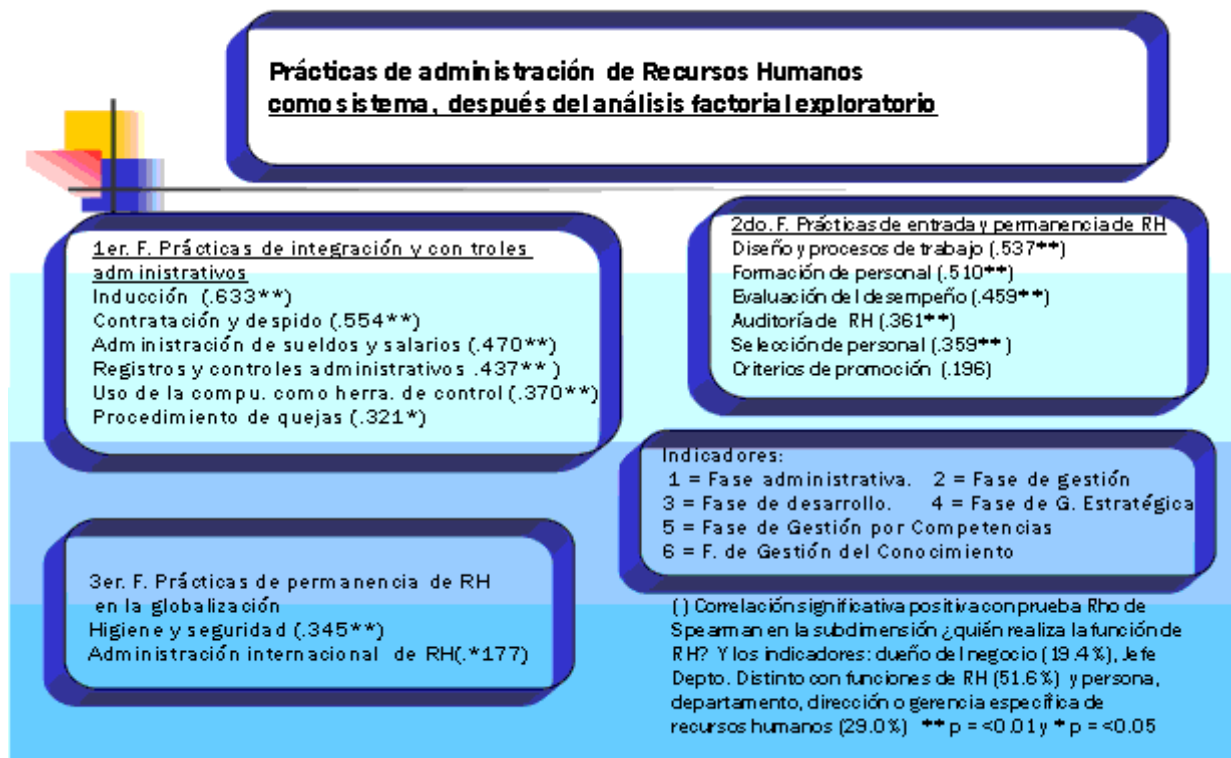 Prácticas de administración de Recursos Humanos
como sistema, después del análisis factorial exploratorio
1er. F. Prácticas de integración y con troles
administrativos
Inducción (.633**)
Contratación y despido (.554**)
Administración de sueldos y salarios (.470**)
Registros y controles administrativos .437** )
Uso de la compu. como herra. de control (.370**)
Procedimiento de quejas (.321*)
2do. F. Prácticas de entrada y permanencia de RH
Diseño y procesos de trabajo (.537**)
Formación de personal (.510**)
Evaluación del desempeño (.459**)
Auditoría de RH (.361**)
Selección de personal (.359** )
Criterios de promoción (.196)
Indicadores:
1 = Fase administrativa. 2 = Fase de gestión
3 = Fase de desarrollo. 4 = Fase de G. Estratégica
5 = Fase de Gestión por Competencias
6 = F. de Gestión del Conocimiento
3er. F. Prácticas de permanencia de RH
en la globalización
Higiene y seguridad (.345**)
Administración internacional de RH(.*177)
( ) Correlación significativa positiva con prueba Rho de
Spearman en la subdimensión ¿quién realiza la función de
RH? Y los indicadores: dueño del negocio (19.4%), Jefe
Depto. Distinto con funciones de RH (51.6%) y persona,
departamento, dirección o gerencia específica de
recursos humanos (29.0%) ** p = <0.01 y * p = <0.05